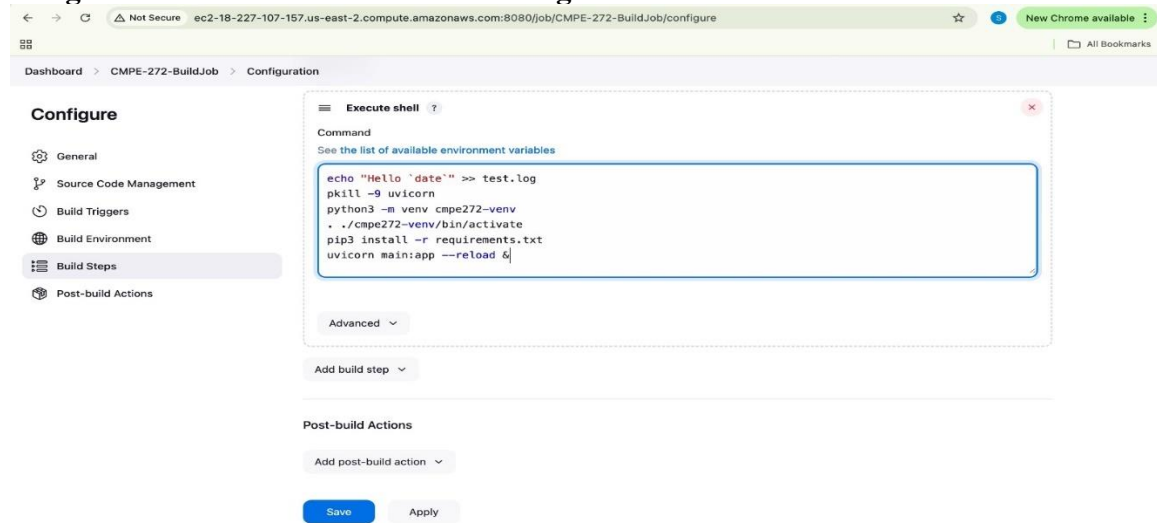 Not Secure ec2-18-227-107-157.us-east-2.compute.amazonaws.com:8080/job/CMPE-272-BuildJob/configure S New Chrome available
All Bookmarks
Dashboard > CMPE-272-BuildJob > Configuration
Configure
General
Source Code Management
Build Triggers
Build Environment
Build Steps
Post-build Actions
Execute shell ?
Command
See the list of available environment variables
echo "Hello `date`" >> test.log
pkill -9 uvicorn
python3 -m venv cmpe272-venv
. ./cmpe272-venv/bin/activate
pip3 install -r requirements.txt
uvicorn main:app --reload &
Advanced
Add build step
Post-build Actions
Add post-build action
Save Apply